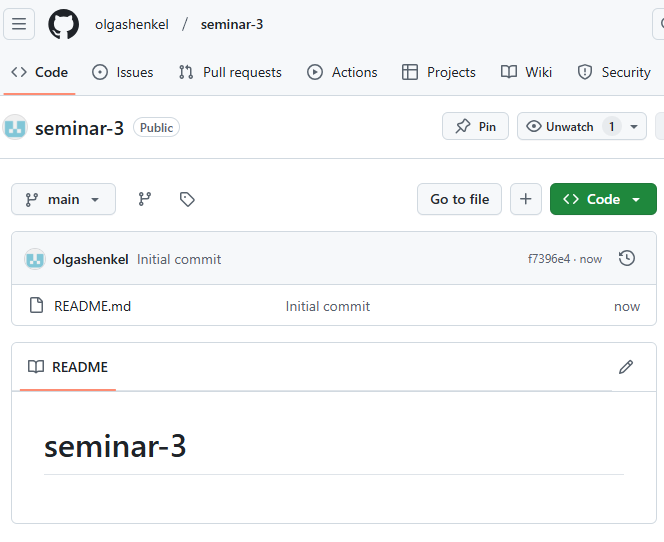 olgashenkel / seminar-3
Code Issues Pull requests Actions Projects Wiki Security
seminar-3 Public Pin Unwatch 1
main Go to file + <> Code
olgashenkel Initial commit f7396e4 · now
README.md Initial commit now
README
seminar-3